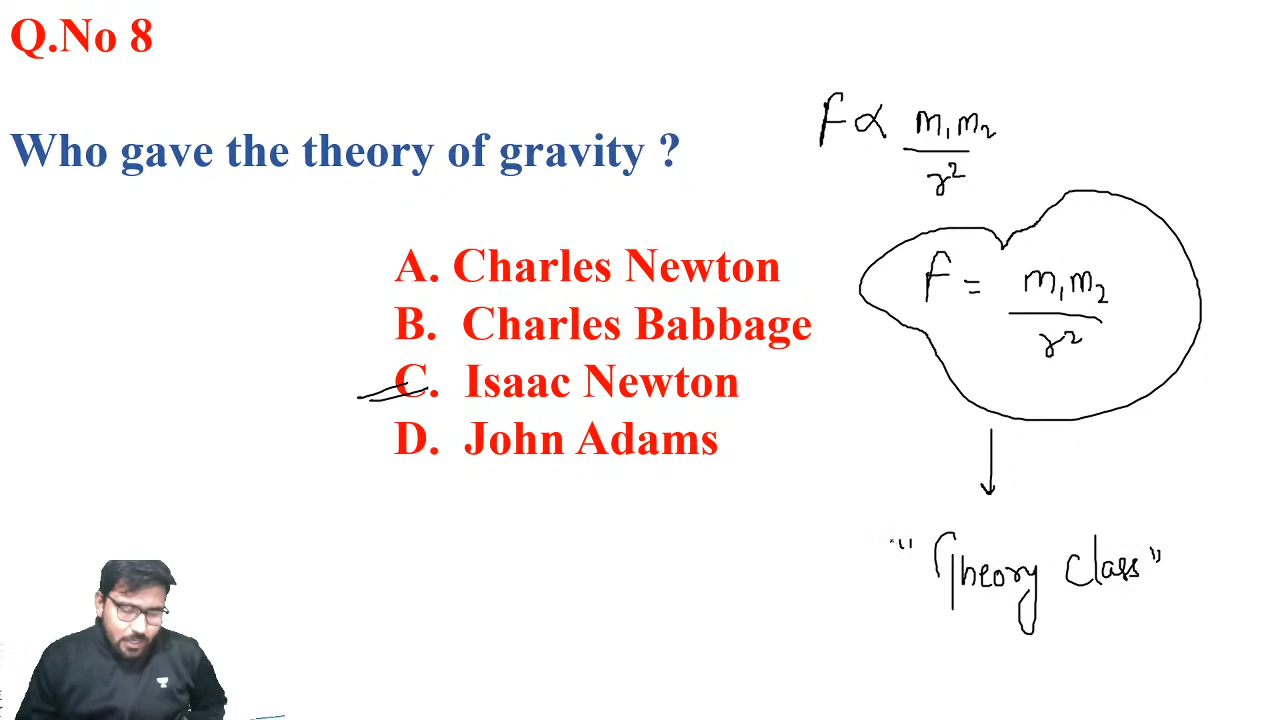 Q.No 8
Who gave the theory of gravity ?
A. Charles Newton
B. Charles Babbage
C. Isaac Newton
D. John Adams
F ∝ m₁m₂
r²
F = m₁m₂
r²
"Theory class"